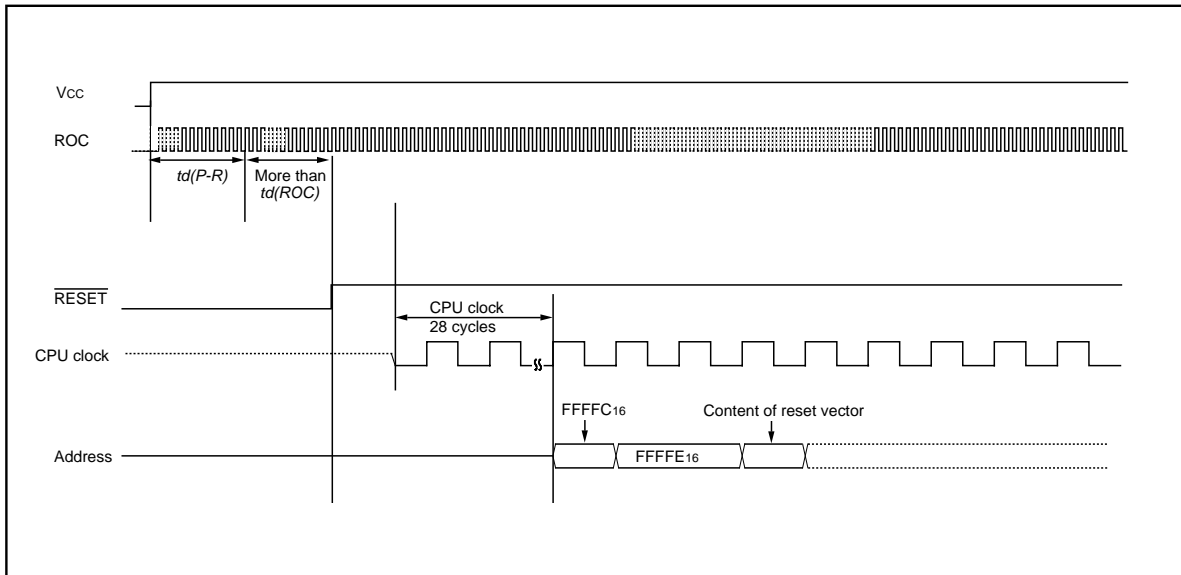 VCC
ROC
td(P-R)
More than
td(ROC)
RESET
CPU clock
28 cycles
CPU clock
FFFFC16
Content of reset vector
Address
FFFFE16